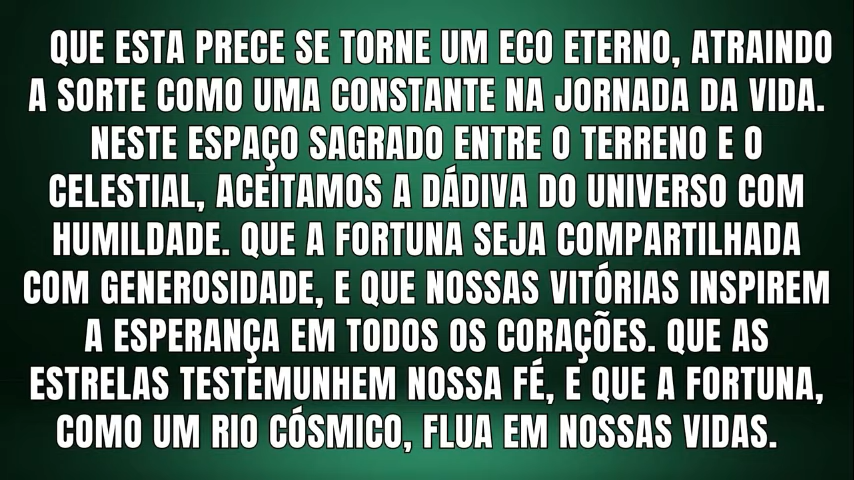 QUE ESTA PRECE SE TORNE UM ECO ETERNO, ATRAINDO
A SORTE COMO UMA CONSTANTE NA JORNADA DA VIDA.
NESTE ESPAÇO SAGRADO ENTRE O TERRENO E O
CELESTIAL, ACEITAMOS A DÁDIVA DO UNIVERSO COM
HUMILDADE. QUE A FORTUNA SEJA COMPARTILHADA
COM GENEROSIDADE, E QUE NOSSAS VITÓRIAS INSPIREM
A ESPERANÇA EM TODOS OS CORAÇÕES. QUE AS
ESTRELAS TESTEMUNHEM NOSSA FÉ, E QUE A FORTUNA,
COMO UM RIO CÓSMICO, FLUA EM NOSSAS VIDAS.